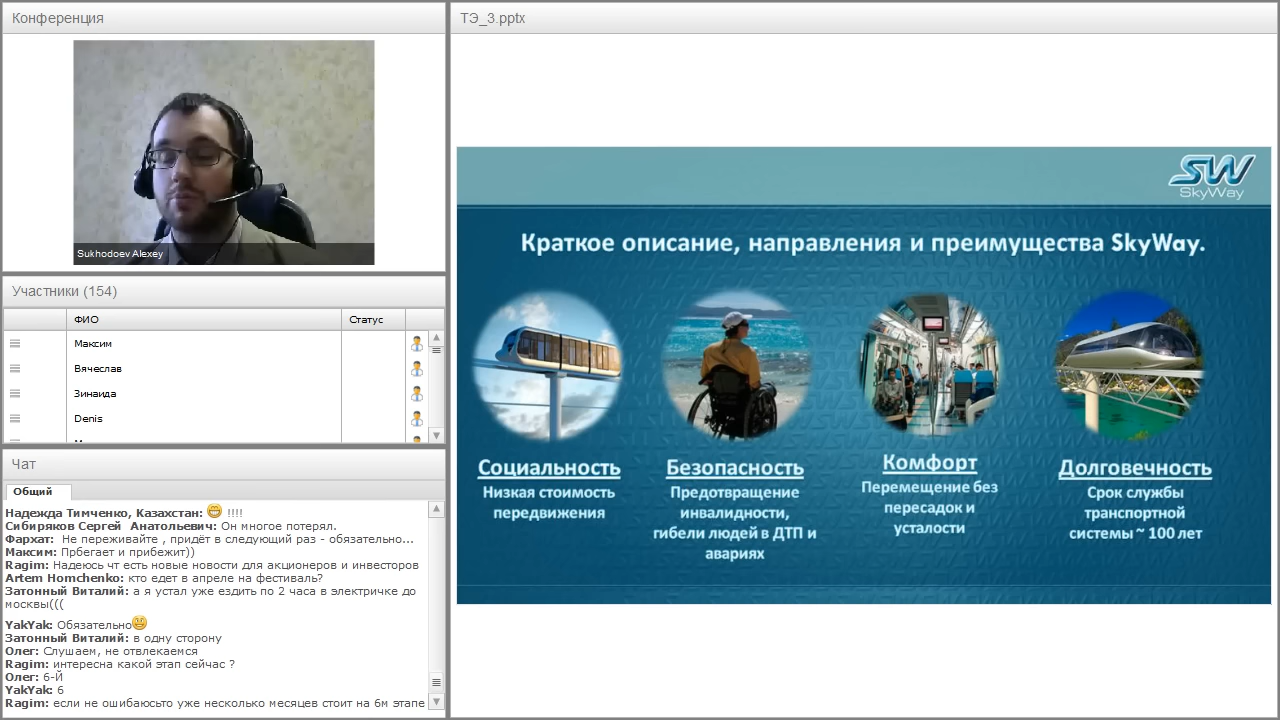 Конференция
Sukhodoev Alexey
Участники (154)
ФИО
Статус
Максим
Вячеслав
Зинаида
Denis
Чат
Общий
Надежда Тимченко, Казахстан: !!!!
Сибиряков Сергей Анатольевич: Он многое потерял.
Фархат: Не переживайте , придёт в следующий раз - обязательно...
Максим: Прбегает и прибежит))
Ragim: Надеюсь чт есть новые новости для акционеров и инвесторов
Artem Homchenko: кто едет в апреле на фестиваль?
Затонный Виталий: а я устал уже ездить по 2 часа в электричке до
москвы(((
YakYak: Обязательно
Затонный Виталий: в одну сторону
Олег: Слушаем, не отвлекаемся
Ragim: интересна какой этап сейчас ?
Олег: 6-Й
YakYak: 6
Ragim: если не ошибаюсьто уже несколько месяцев стоит на 6м этапе
ТЭ_3.pptx
SW
SkyWay
Краткое описание, направления и преимущества SkyWay.
Социальность
Низкая стоимость
передвижения
Безопасность
Предотвращение
инвалидности,
гибели людей в ДТП и
авариях
Комфорт
Перемещение без
пересадок и
усталости
Долговечность
Срок службы
транспортной
системы ~ 100 лет